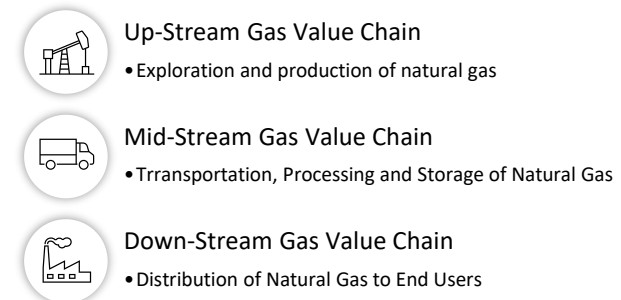 Up-Stream Gas Value Chain
•Exploration and production of natural gas
Mid-Stream Gas Value Chain
•Trransportation, Processing and Storage of Natural Gas
Down-Stream Gas Value Chain
•Distribution of Natural Gas to End Users